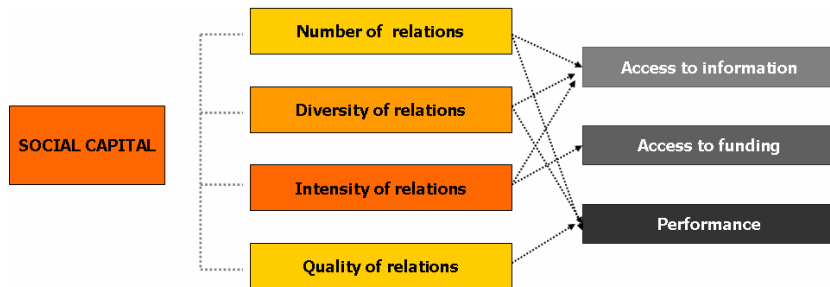 Number of relations
Access to information
Diversity of relations
SOCIAL CAPITAL
Access to funding
Intensity of relations
Performance
Quality of relations